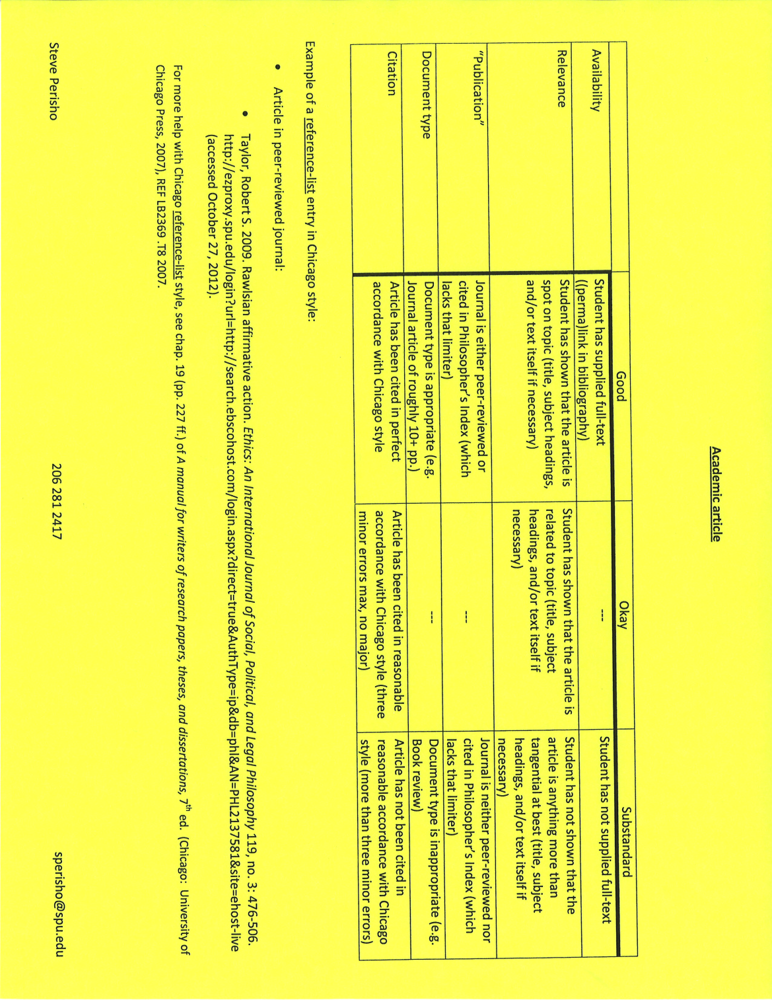 Academic article
Good
Okay
Substandard
Availability
Student has supplied full-text
((perma)link in bibliography)
---
Student has not supplied full-text
Relevance
Student has shown that the article is
spot on topic (title, subject headings,
and/or text itself if necessary)
Student has shown that the article is
related to topic (title, subject
headings, and/or text itself if
necessary)
Student has not shown that the
article is anything more than
tangential at best (title, subject
headings, and/or text itself if
necessary)
"Publication"
Journal is either peer-reviewed or
cited in Philosopher's Index (which
lacks that limiter)
---
Journal is neither peer-reviewed nor
cited in Philosopher's Index (which
lacks that limiter)
Document type
Document type is appropriate (e.g.
Journal article of roughly 10+ pp.)
---
Document type is inappropriate (e.g.
Book review)
Citation
Article has been cited in perfect
accordance with Chicago style
Article has been cited in reasonable
accordance with Chicago style (three
minor errors max, no major)
Article has not been cited in
reasonable accordance with Chicago
style (more than three minor errors)
Example of a reference-list entry in Chicago style:
• Article in peer-reviewed journal:
• Taylor, Robert S. 2009. Rawlsian affirmative action. Ethics: An International Journal of Social, Political, and Legal Philosophy 119, no. 3: 476-506.
http://ezproxy.spu.edu/login?url=http://search.ebscohost.com/login.aspx?direct=true&AuthType=ip&db=phl&AN=PHL2137581&site=ehost-live
(accessed October 27, 2012).
For more help with Chicago reference-list style, see chap. 19 (pp. 227 ff.) of A manual for writers of research papers, theses, and dissertations, 7th ed. (Chicago: University of
Chicago Press, 2007), REF LB2369 .T8 2007.
Steve Perisho
206 281 2417
sperisho@spu.edu